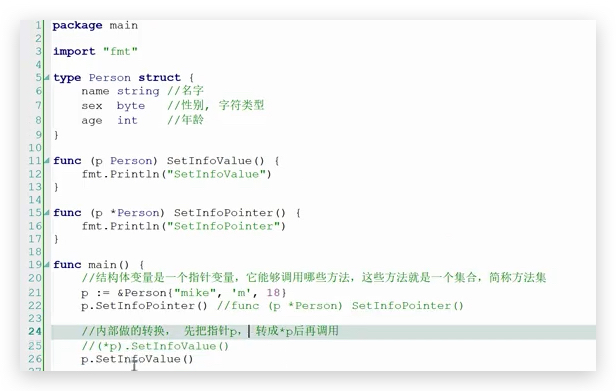 1 package main
2
3 import "fmt"
4
5 type Person struct {
6 name string //名字
7 sex byte //性别, 字符类型
8 age int //年龄
9 }
10
11 func (p Person) SetInfoValue() {
12 fmt.Println("SetInfoValue")
13 }
14
15 func (p *Person) SetInfoPointer() {
16 fmt.Println("SetInfoPointer")
17 }
18
19 func main() {
20 //结构体变量是一个指针变量，它能够调用哪些方法，这些方法就是一个集合，简称方法集
21 p := &Person{"mike", 'm', 18}
22 p.SetInfoPointer() //func (p *Person) SetInfoPointer()
23
24 //内部做的转换， 先把指针p， 转成*p后再调用
25 //(*p).SetInfoValue()
26 p.SetInfoValue()
27